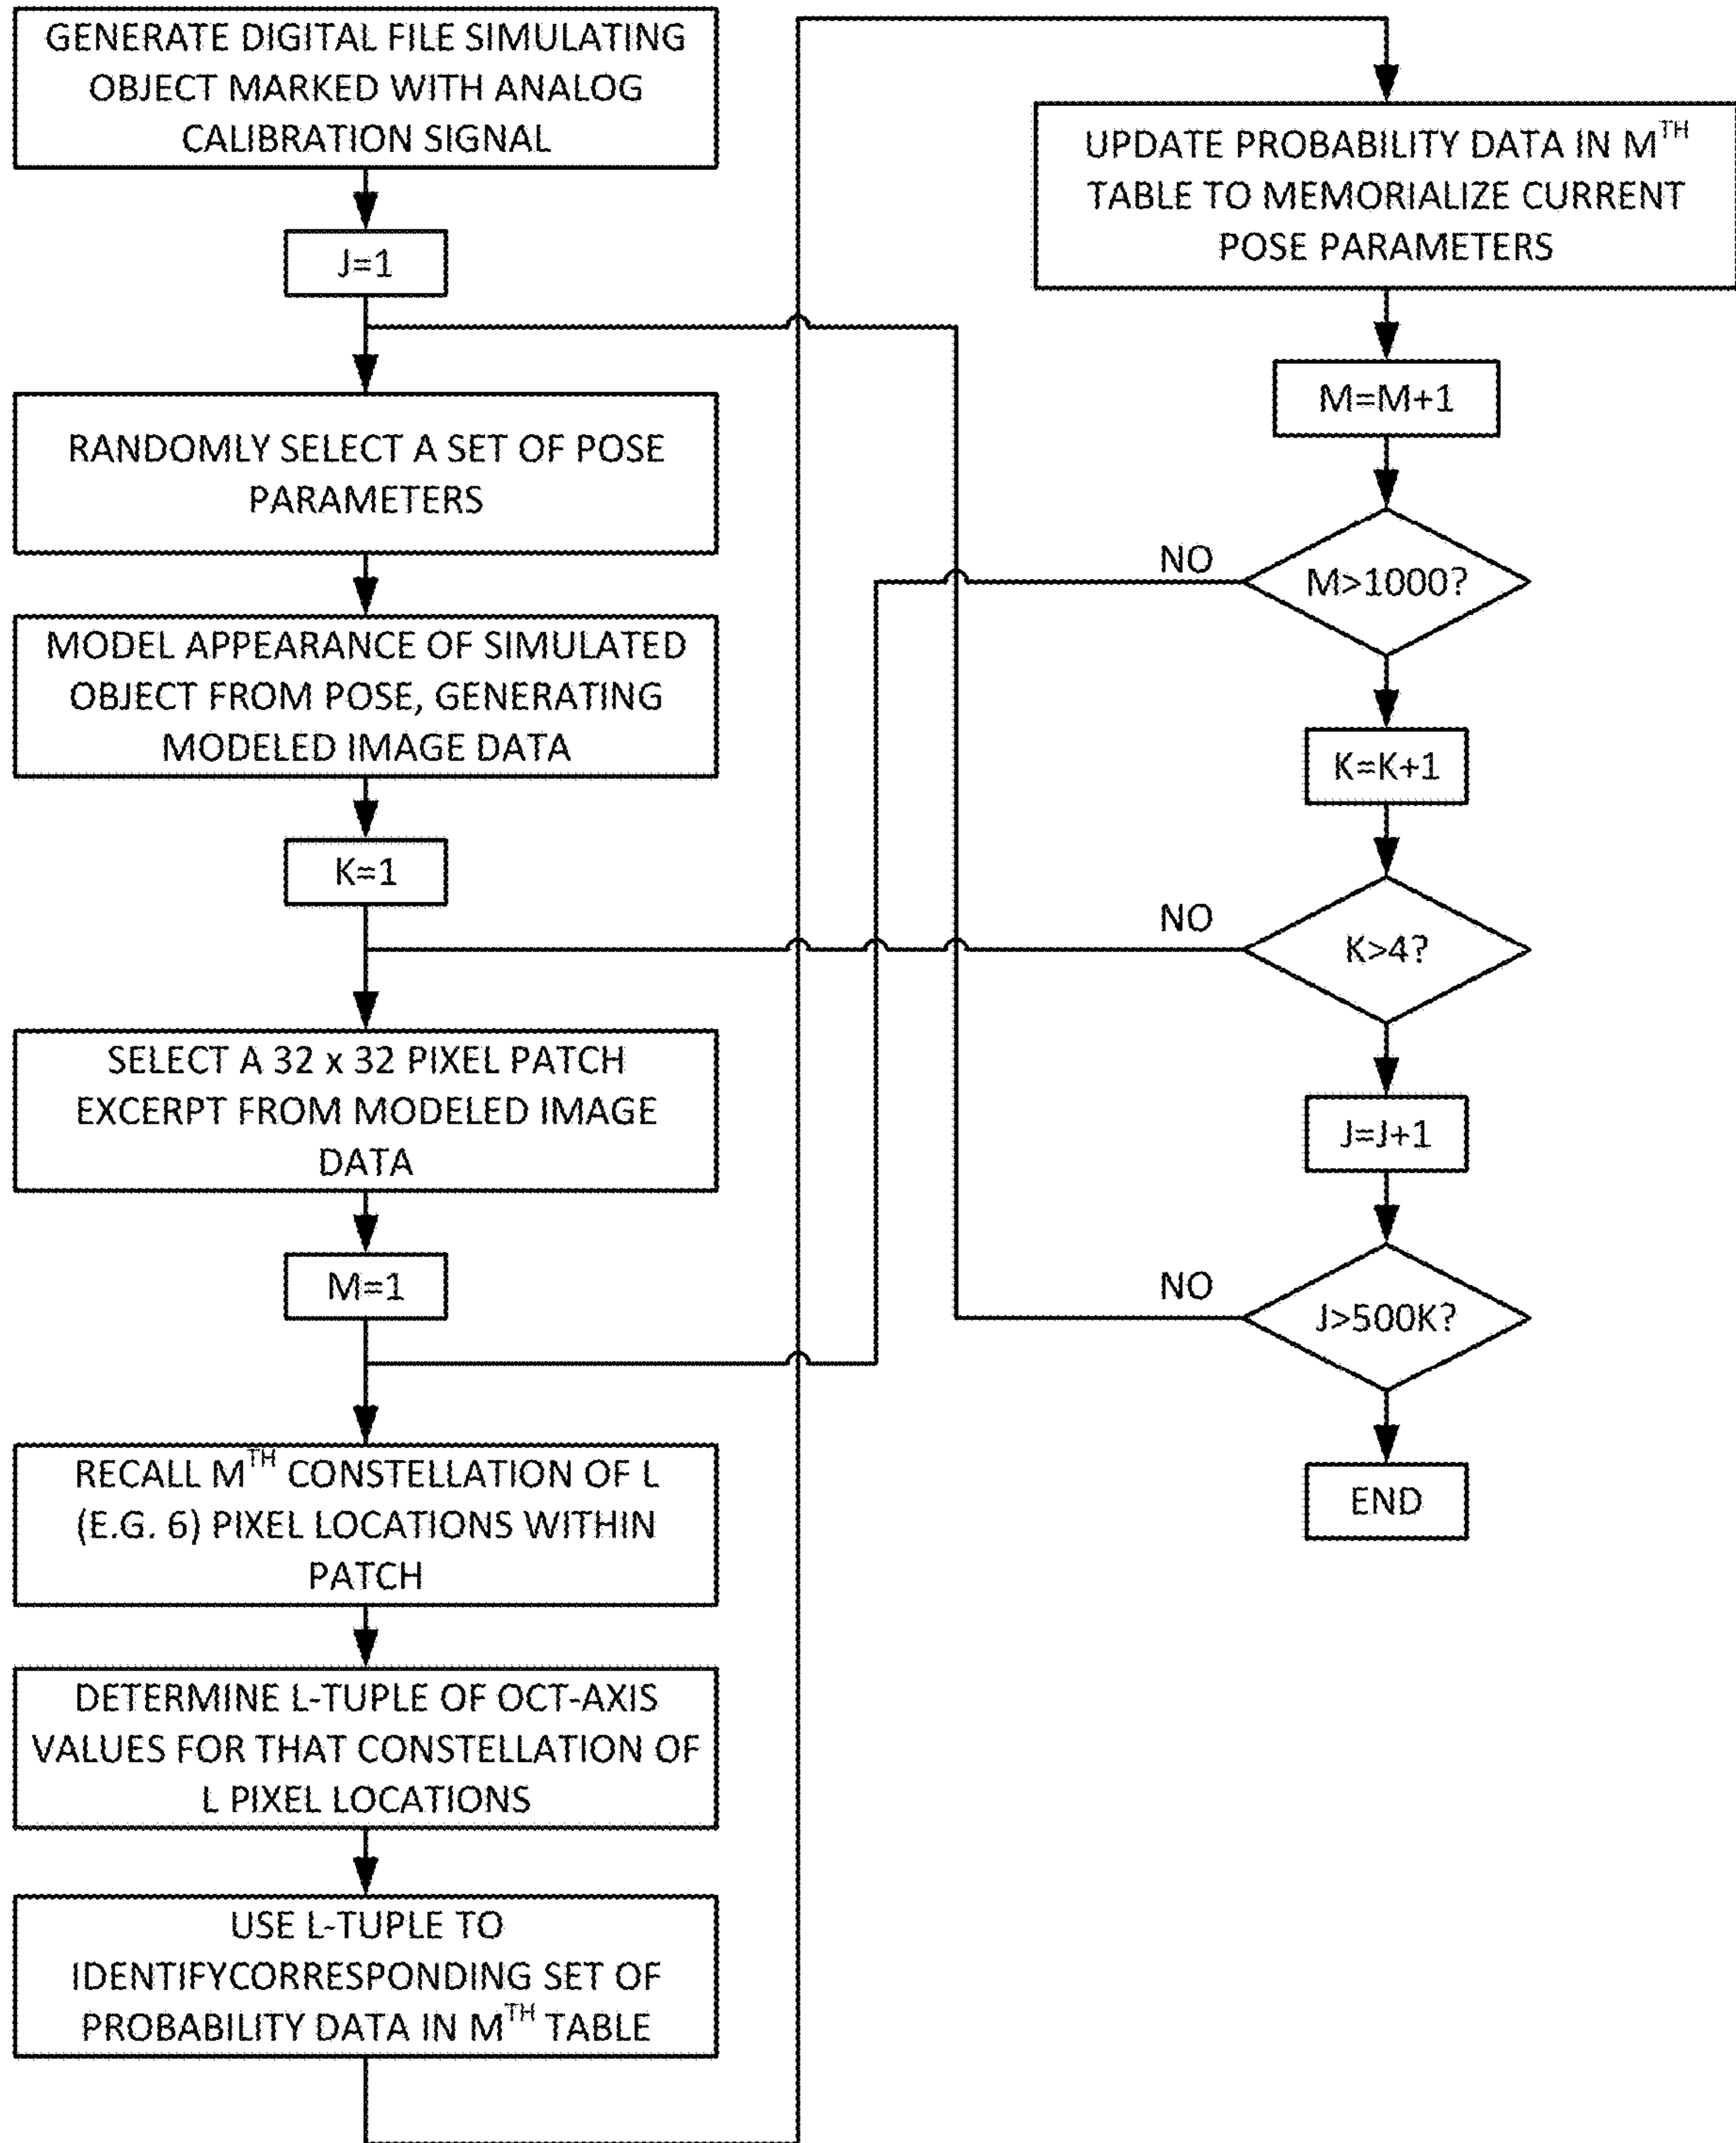 GENERATE DIGITAL FILE SIMULATING
OBJECT MARKED WITH ANALOG
CALIBRATION SIGNAL
J=1
RANDOMLY SELECT A SET OF POSE
PARAMETERS
MODEL APPEARANCE OF SIMULATED
OBJECT FROM POSE, GENERATING
MODELED IMAGE DATA
K=1
SELECT A 32 x 32 PIXEL PATCH
EXCERPT FROM MODELED IMAGE
DATA
M=1
RECALL M^TH CONSTELLATION OF L
(E.G. 6) PIXEL LOCATIONS WITHIN
PATCH
DETERMINE L-TUPLE OF OCT-AXIS
VALUES FOR THAT CONSTELLATION OF
L PIXEL LOCATIONS
USE L-TUPLE TO
IDENTIFYCORRESPONDING SET OF
PROBABILITY DATA IN M^TH TABLE
UPDATE PROBABILITY DATA IN M^TH
TABLE TO MEMORIALIZE CURRENT
POSE PARAMETERS
M=M+1
NO
M>1000?
K=K+1
NO
K>4?
J=J+1
NO
J>500K?
END